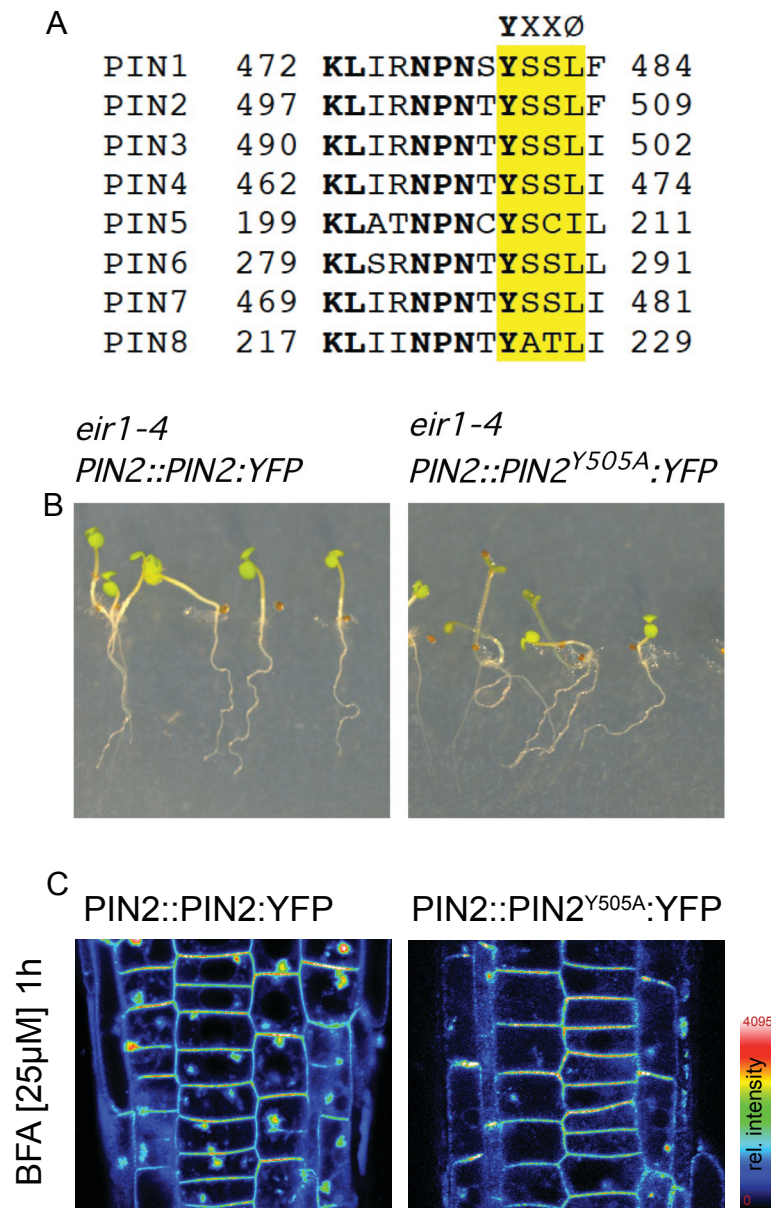 A
YXXØ
PIN1 472 KLIRNPNSYSSLF 484
PIN2 497 KLIRNPNTYSSLF 509
PIN3 490 KLIRNPNTYSSLI 502
PIN4 462 KLIRNPNTYSSLI 474
PIN5 199 KLATNPNCYSCIL 211
PIN6 279 KLSRNPNTYSSLL 291
PIN7 469 KLIRNPNTYSSLI 481
PIN8 217 KLIINPNTYATLI 229
eir1-4
PIN2::PIN2:YFP
eir1-4
PIN2::PIN2Y505A:YFP
B
C
PIN2::PIN2:YFP
PIN2::PIN2Y505A:YFP
BFA [25µM] 1h
4095
rel. intensity
0